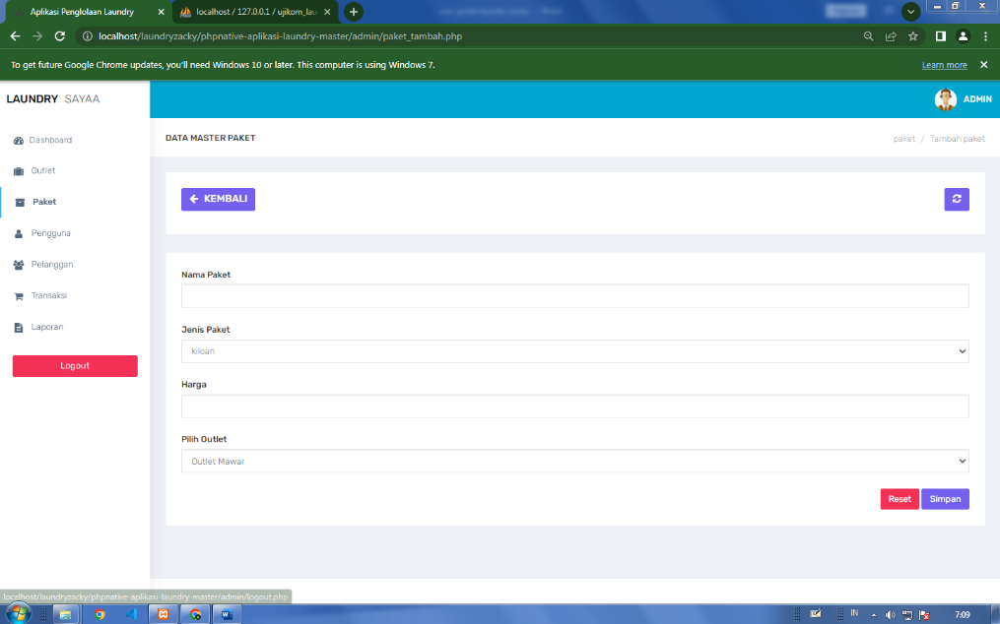 Aplikasi Penglolaan Laundry
localhost / 127.0.0.1 / ujikom_lau
localhost/laundryzacky/phpnative-aplikasi-laundry-master/admin/paket_tambah.php
To get future Google Chrome updates, you'll need Windows 10 or later. This computer is using Windows 7.
Learn more
LAUNDRY SAYAA
ADMIN
DATA MASTER PAKET
paket / Tambah paket
Dashboard
Outlet
Paket
Pengguna
Pelanggan
Transaksi
Laporan
Logout
KEMBALI
Nama Paket
Jenis Paket
kiloan
Harga
Pilih Outlet
Outlet Mawar
Reset
Simpan
localhost/laundryzacky/phpnative-aplikasi-laundry-master/admin/logout.php
IN
7:09